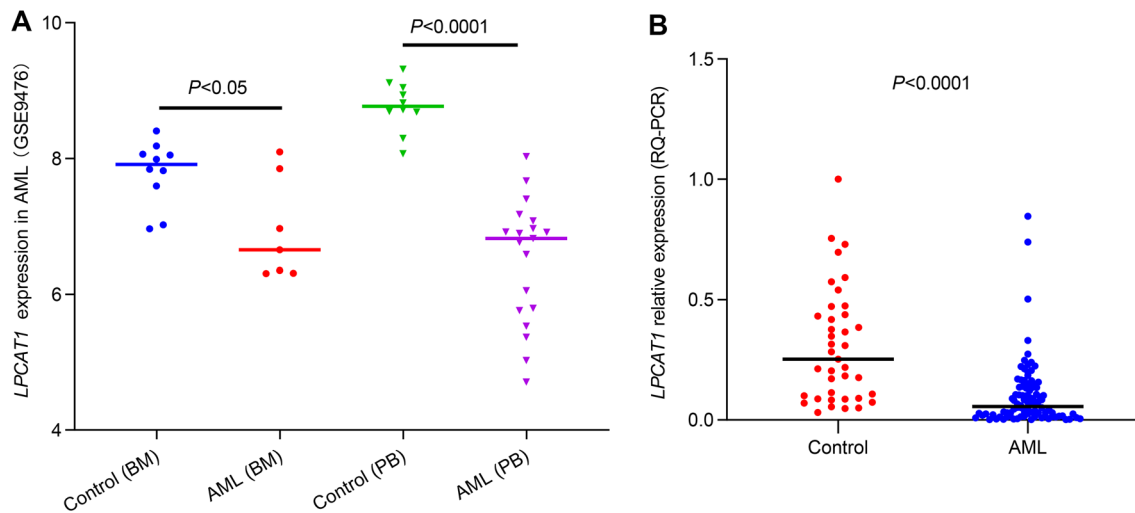 A
LPCAT1 expression in AML（GSE9476）
10
8
6
4
P<0.05
P<0.0001
Control (BM)
AML (BM)
Control (PB)
AML (PB)
B
LPCAT1 relative expression (RQ-PCR)
1.5
1.0
0.5
0.0
P<0.0001
Control
AML